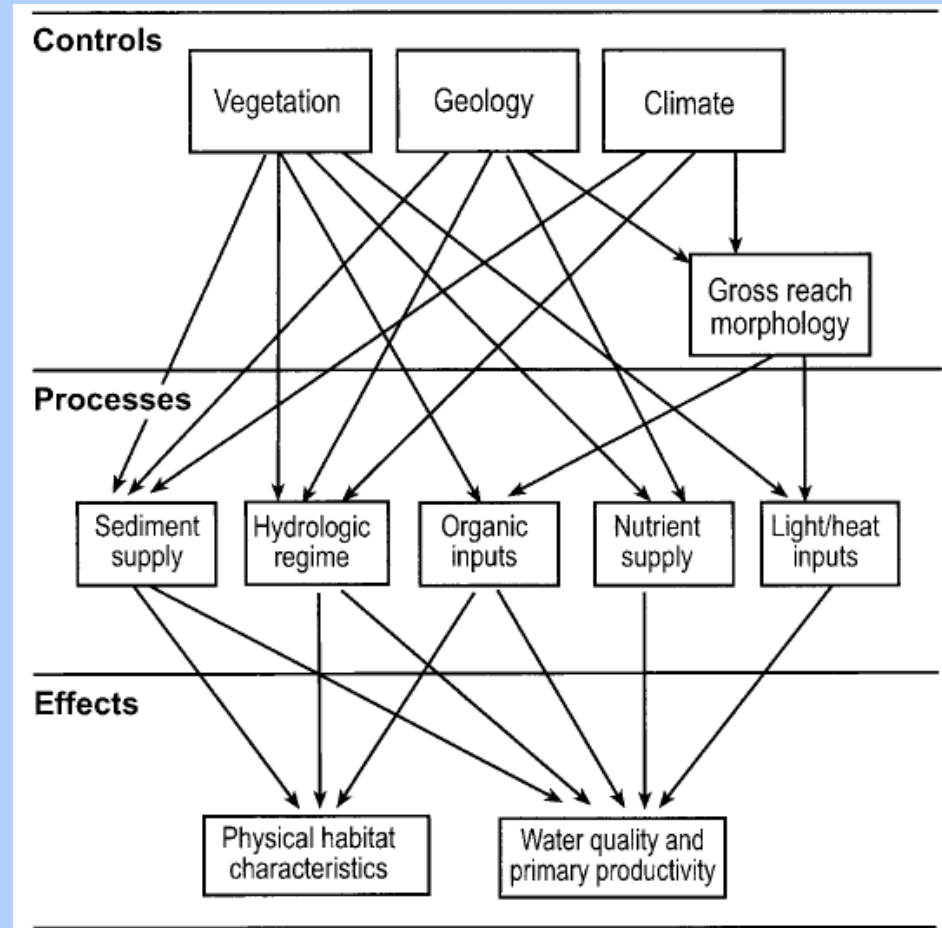 Controls
Vegetation
Geology
Climate
Gross reach
morphology
Processes
Sediment
supply
Hydrologic
regime
Organic
inputs
Nutrient
supply
Light/heat
inputs
Effects
Physical habitat
characteristics
Water quality and
primary productivity